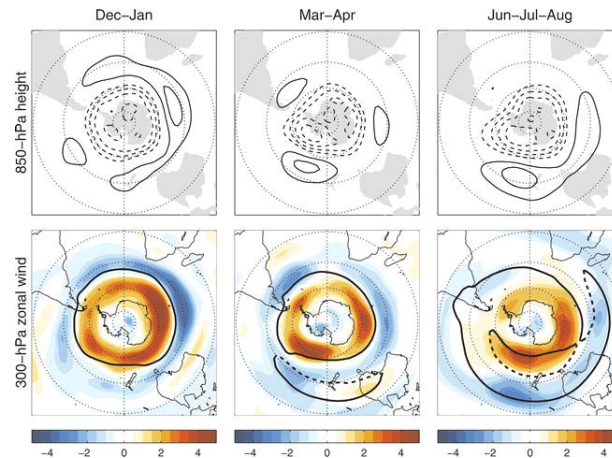 Dec-Jan
Mar-Apr
Jun-Jul-Aug
850-hPa height
300-hPa zonal wind
-4 -2 0 2 4
-4 -2 0 2 4
-4 -2 0 2 4